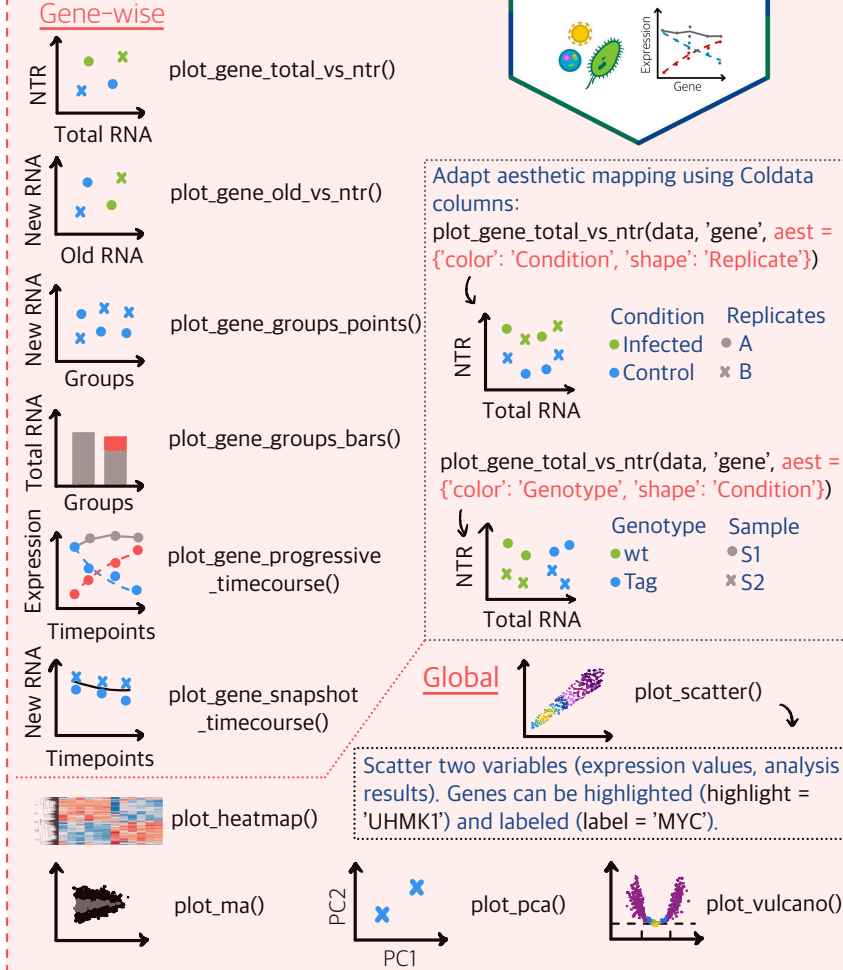 Gene-wise
NTR
Total RNA
plot_gene_total_vs_ntr()
New RNA
Old RNA
plot_gene_old_vs_ntr()
New RNA
Groups
plot_gene_groups_points()
Total RNA
Groups
plot_gene_groups_bars()
Expression
Timepoints
plot_gene_progressive
_timecourse()
New RNA
Timepoints
plot_gene_snapshot
_timecourse()
Expression
Gene
Adapt aesthetic mapping using Coldata
columns:
plot_gene_total_vs_ntr(data, 'gene', aest =
{'color': 'Condition', 'shape': 'Replicate'})
NTR
Total RNA
Condition
Infected
Control
Replicates
A
B
plot_gene_total_vs_ntr(data, 'gene', aest =
{'color': 'Genotype', 'shape': 'Condition'})
NTR
Total RNA
Genotype
wt
Tag
Sample
S1
S2
Global
plot_scatter()
Scatter two variables (expression values, analysis
results). Genes can be highlighted (highlight =
'UHMK1') and labeled (label = 'MYC').
plot_heatmap()
plot_ma()
PC2
PC1
plot_pca()
plot_vulcano()